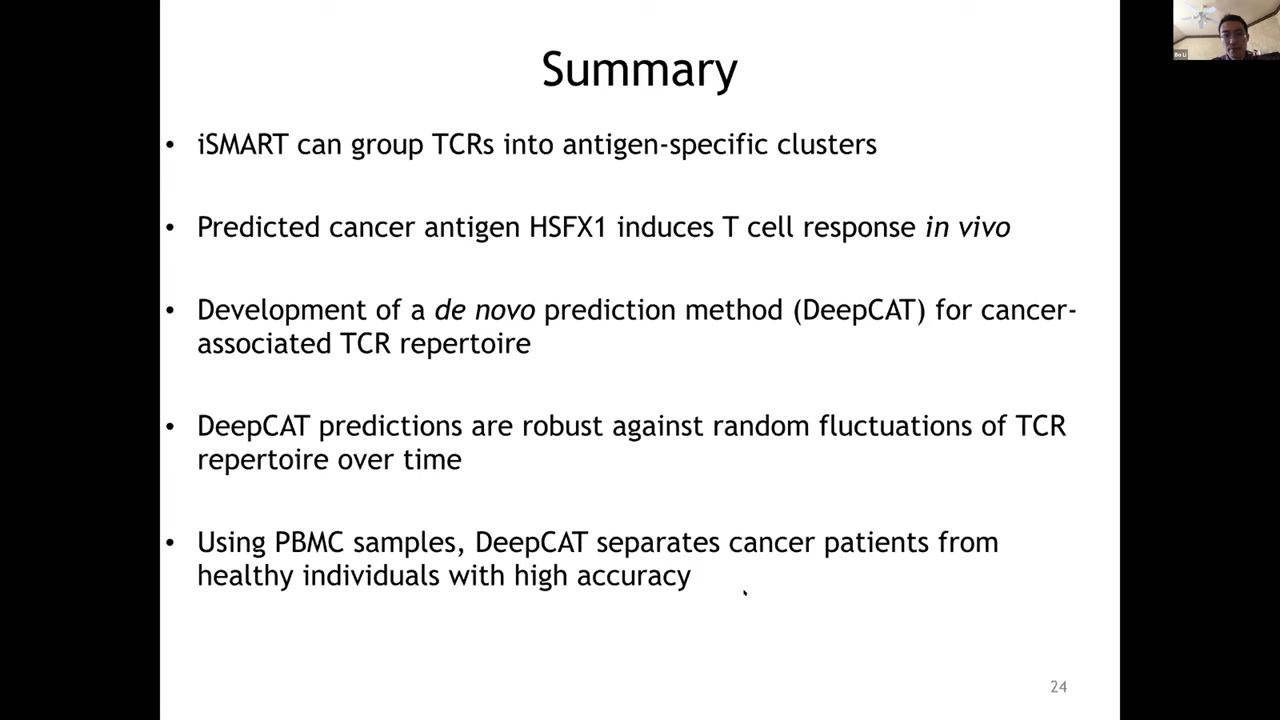 Summary
• iSMART can group TCRs into antigen-specific clusters
• Predicted cancer antigen HSFX1 induces T cell response in vivo
• Development of a de novo prediction method (DeepCAT) for cancer-
associated TCR repertoire
• DeepCAT predictions are robust against random fluctuations of TCR
repertoire over time
• Using PBMC samples, DeepCAT separates cancer patients from
healthy individuals with high accuracy
24
Bo Li